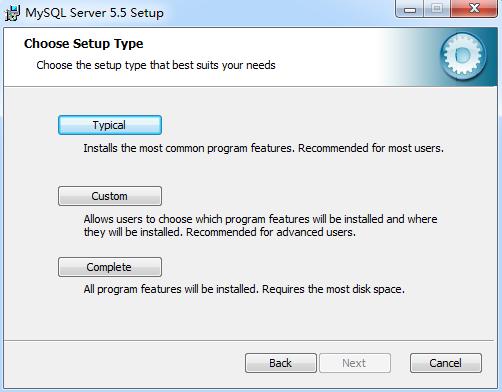 MySQL Server 5.5 Setup
Choose Setup Type
Choose the setup type that best suits your needs
Typical
Installs the most common program features. Recommended for most users.
Custom
Allows users to choose which program features will be installed and where
they will be installed. Recommended for advanced users.
Complete
All program features will be installed. Requires the most disk space.
Back Next Cancel